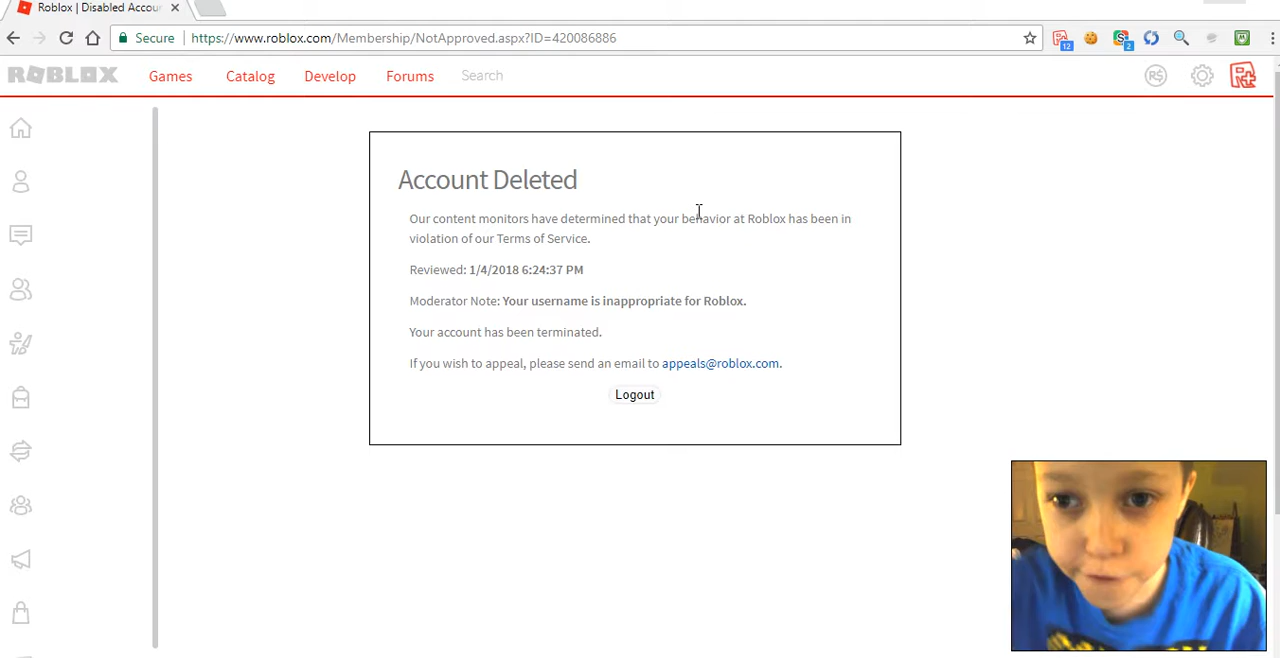 Roblox | Disabled Accou
Secure https://www.roblox.com/Membership/NotApproved.aspx?ID=420086886
12
2
ROBLOX Games Catalog Develop Forums Search R$ R+
Account Deleted
Our content monitors have determined that your behavior at Roblox has been in
violation of our Terms of Service.
Reviewed: 1/4/2018 6:24:37 PM
Moderator Note: Your username is inappropriate for Roblox.
Your account has been terminated.
If you wish to appeal, please send an email to appeals@roblox.com.
Logout